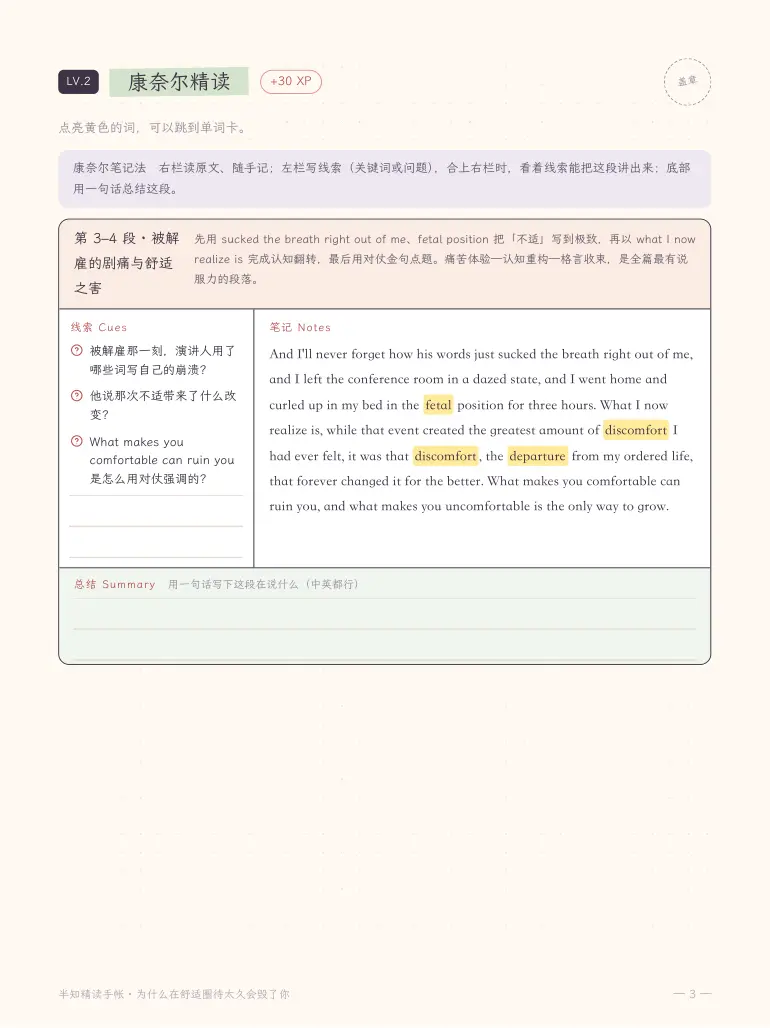 LV.2 康奈尔精读 +30 XP 盖章
点亮黄色的词，可以跳到单词卡。
康奈尔笔记法 右栏读原文、随手记；左栏写线索（关键词或问题），合上右栏时，看着线索能把这段讲出来；底部
用一句话总结这段。
第 3–4 段·被解
雇的剧痛与舒适
之害
先用 sucked the breath right out of me、fetal position 把「不适」写到极致，再以 what I now
realize is 完成认知翻转，最后用对仗金句点题。痛苦体验—认知重构—格言收束，是全篇最有说
服力的段落。
线索 Cues
被解雇那一刻，演讲人用了
哪些词写自己的崩溃？
他说那次不适带来了什么改
变？
What makes you
comfortable can ruin you
是怎么用对仗强调的？
笔记 Notes
And I'll never forget how his words just sucked the breath right out of me,
and I left the conference room in a dazed state, and I went home and
curled up in my bed in the fetal position for three hours. What I now
realize is, while that event created the greatest amount of discomfort I
had ever felt, it was that discomfort, the departure from my ordered life,
that forever changed it for the better. What makes you comfortable can
ruin you, and what makes you uncomfortable is the only way to grow.
总结 Summary 用一句话写下这段在说什么（中英都行）
半知精读手帐·为什么在舒适圈待太久会毁了你
— 3 —